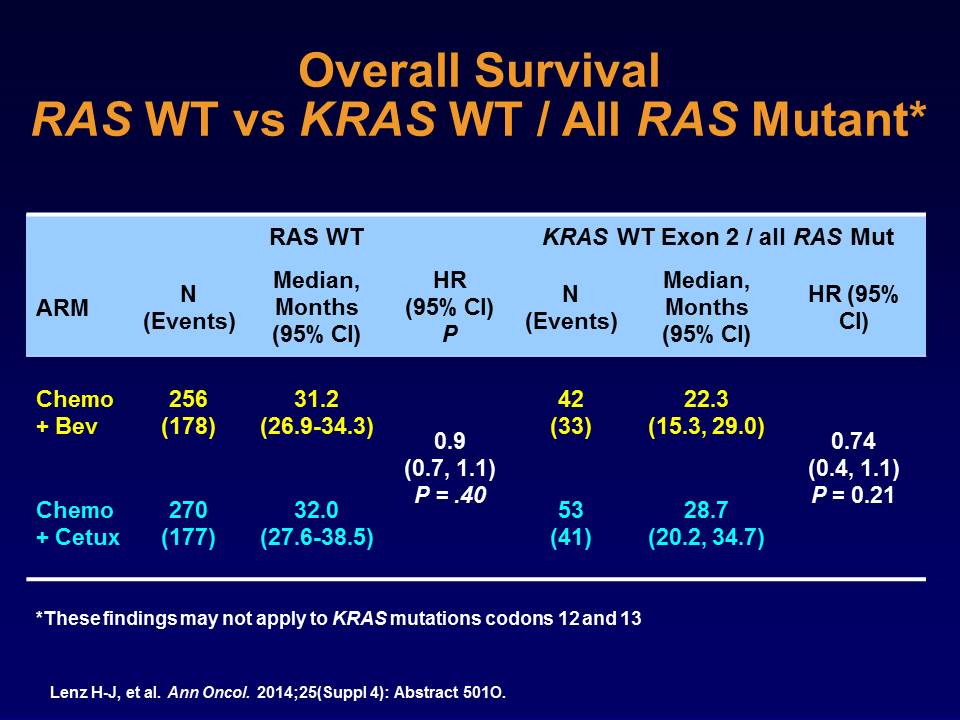 Overall Survival
RAS WT vs KRAS WT / All RAS Mutant*
RAS WT
KRAS WT Exon 2 / all RAS Mut
ARM
N
(Events)
Median,
Months
(95% CI)
HR
(95% CI)
P
N
(Events)
Median,
Months
(95% CI)
HR (95%
CI)
Chemo
+ Bev
256
(178)
31.2
(26.9-34.3)
0.9
(0.7, 1.1)
P = .40
42
(33)
22.3
(15.3, 29.0)
0.74
(0.4, 1.1)
P = 0.21
Chemo
+ Cetux
270
(177)
32.0
(27.6-38.5)
53
(41)
28.7
(20.2, 34.7)
*These findings may not apply to KRAS mutations codons 12 and 13
Lenz H-J, et al. Ann Oncol. 2014;25(Suppl 4): Abstract 501O.